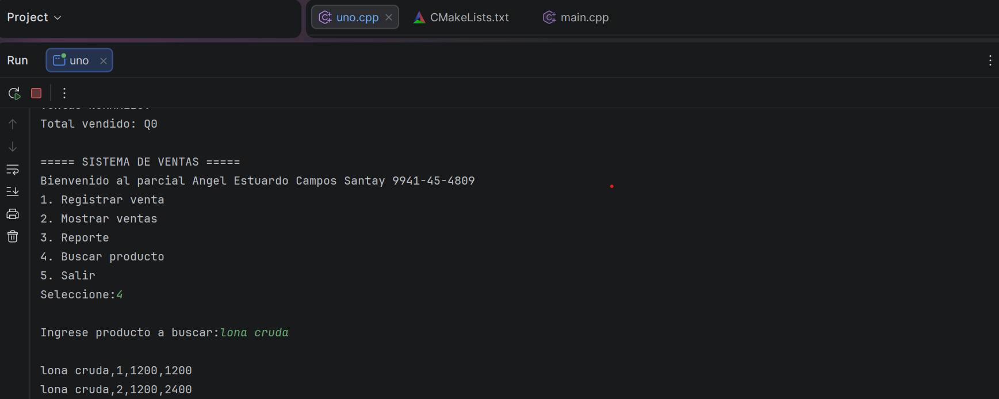 Project
uno.cpp
CMakeLists.txt
main.cpp
Run
uno
Total vendido: Q0
===== SISTEMA DE VENTAS =====
Bienvenido al parcial Angel Estuardo Campos Santay 9941-45-4809
1. Registrar venta
2. Mostrar ventas
3. Reporte
4. Buscar producto
5. Salir
Seleccione:4
Ingrese producto a buscar:lona cruda
lona cruda,1,1200,1200
lona cruda,2,1200,2400